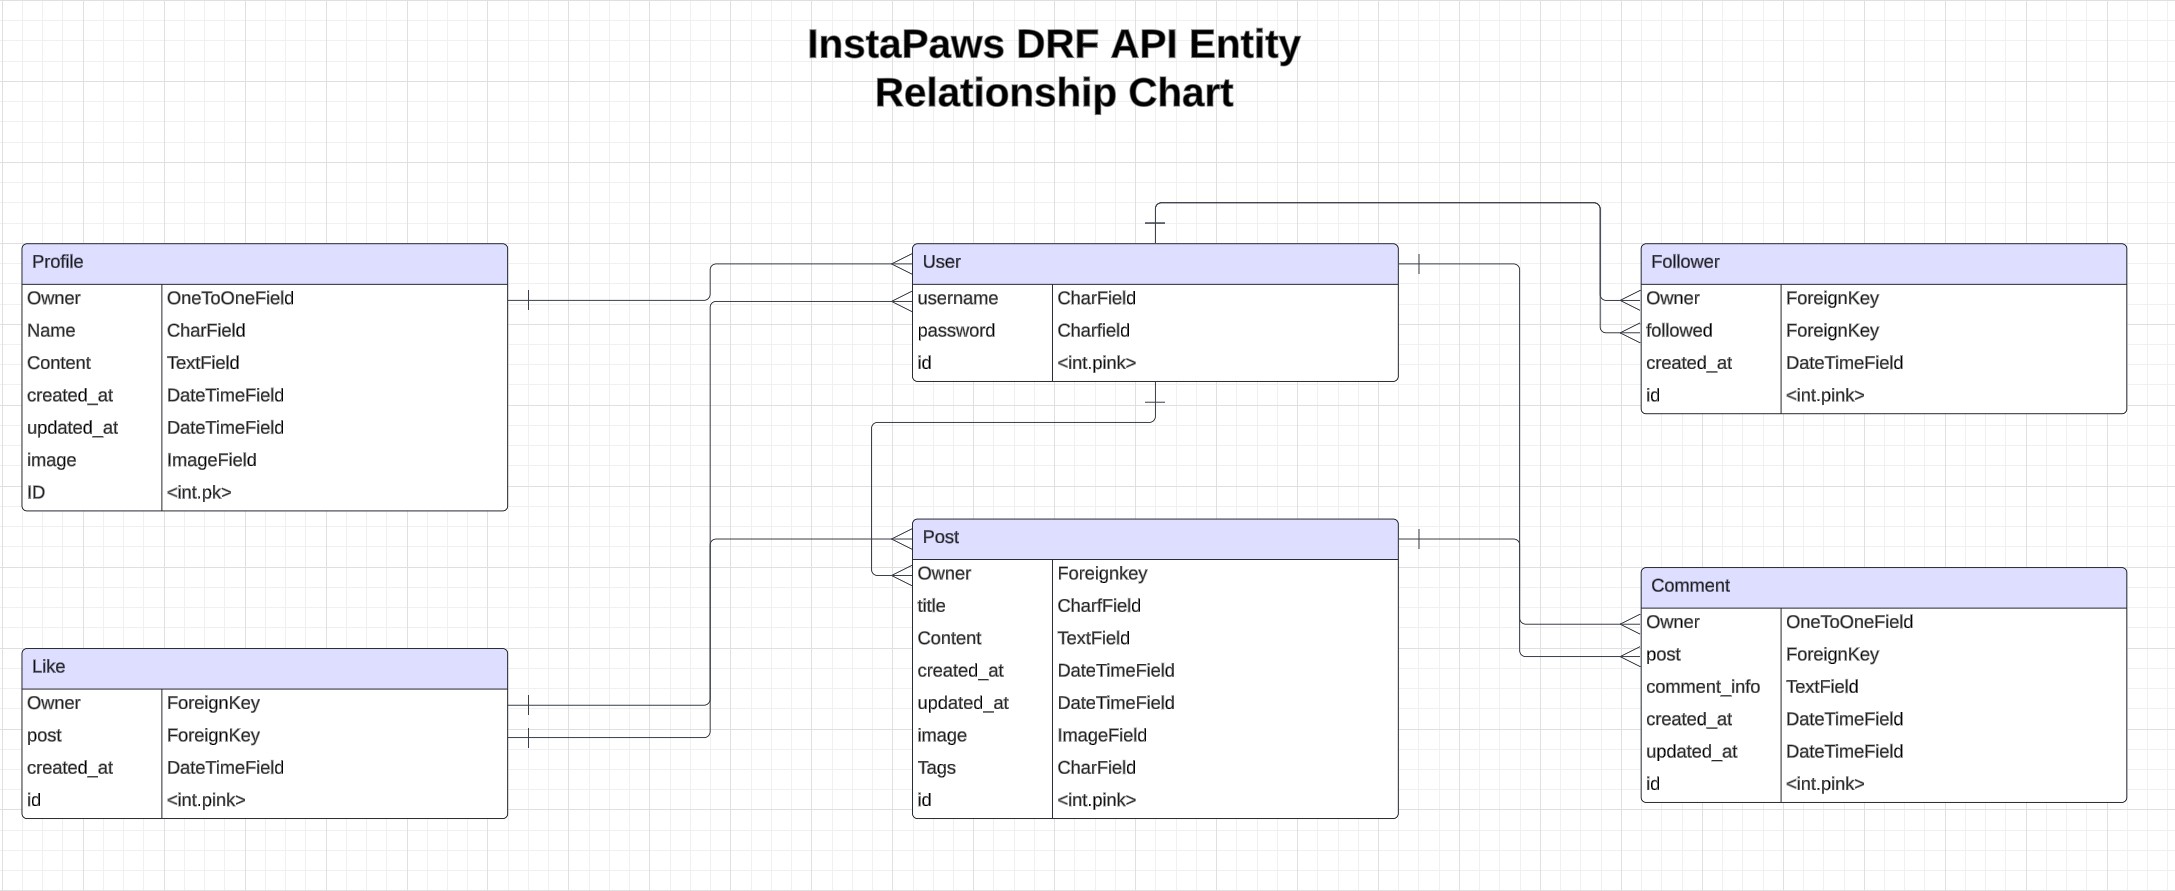 InstaPaws DRF API Entity
Relationship Chart
Profile
Owner OneToOneField
Name CharField
Content TextField
created_at DateTimeField
updated_at DateTimeField
image ImageField
ID <int.pk>
User
username CharField
password Charfield
id <int.pink>
Follower
Owner ForeignKey
followed ForeignKey
created_at DateTimeField
id <int.pink>
Like
Owner ForeignKey
post ForeignKey
created_at DateTimeField
id <int.pink>
Post
Owner Foreignkey
title CharfField
Content TextField
created_at DateTimeField
updated_at DateTimeField
image ImageField
Tags CharField
id <int.pink>
Comment
Owner OneToOneField
post ForeignKey
comment_info TextField
created_at DateTimeField
updated_at DateTimeField
id <int.pink>